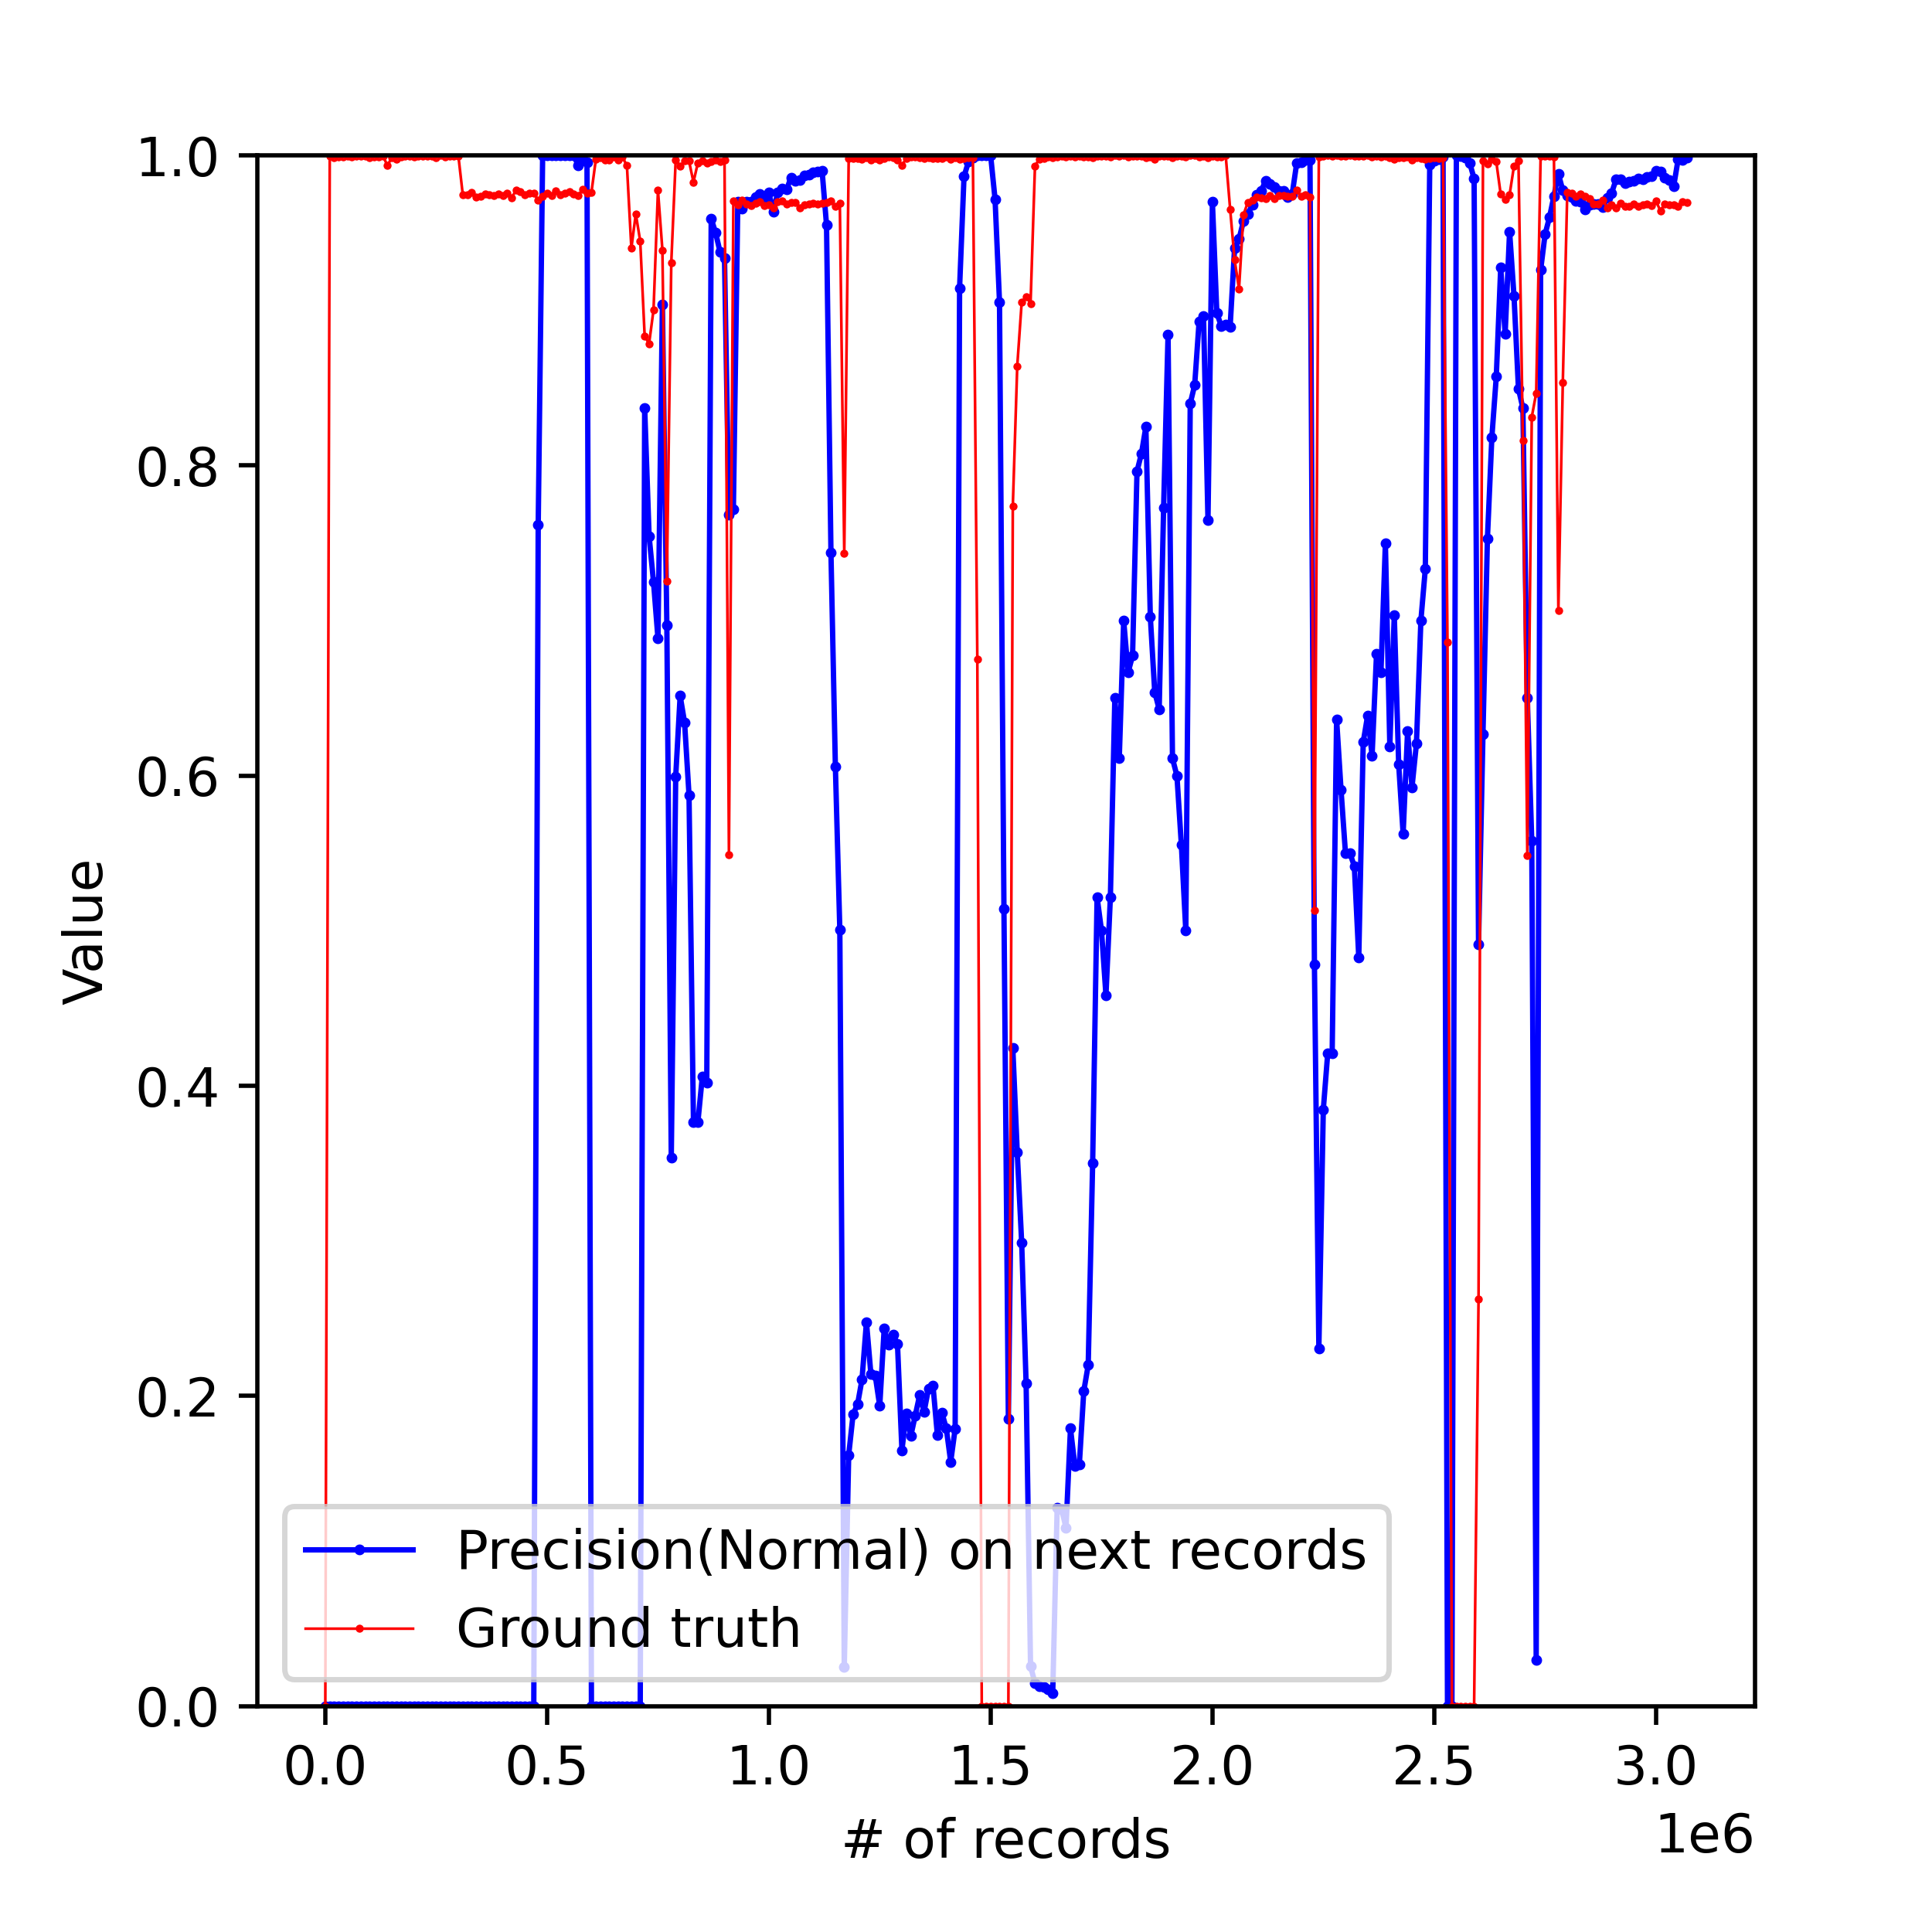 1.0
0.8
0.6
0.4
0.2
0.0
Value
Precision(Normal) on next records
Ground truth
0.0 0.5 1.0 1.5 2.0 2.5 3.0
1e6
# of records